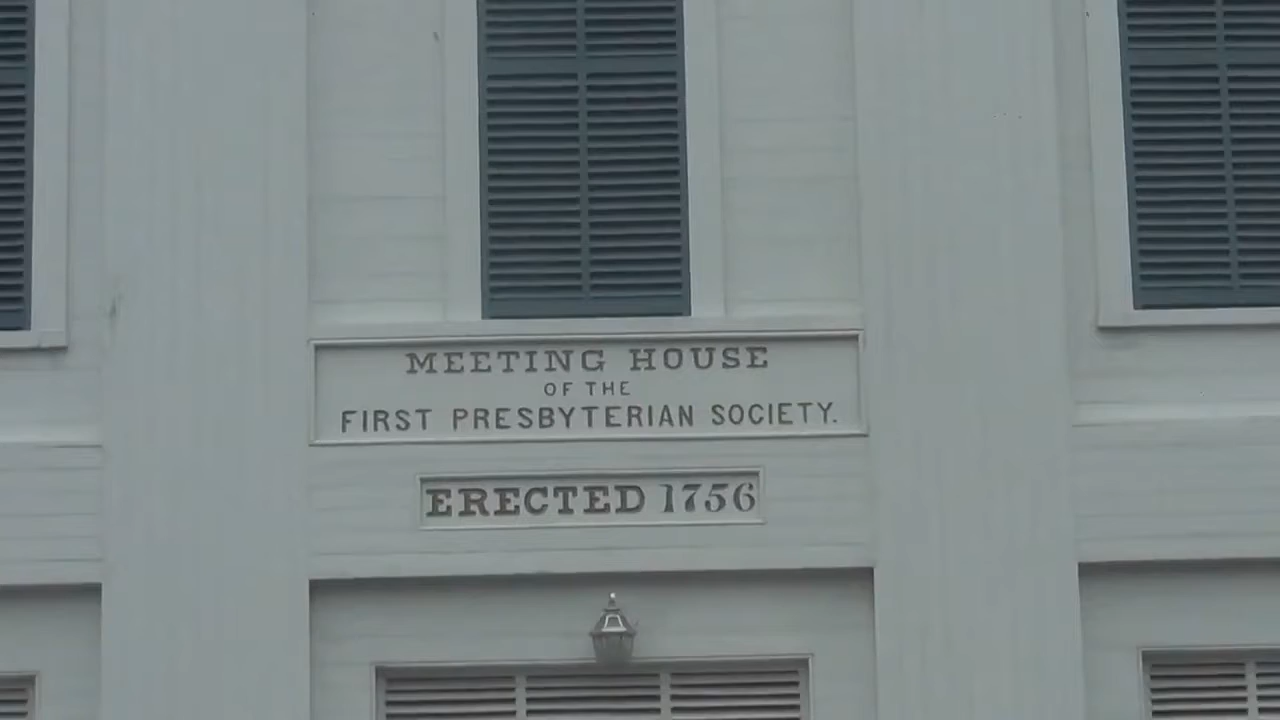 MEETING HOUSE
OF THE
FIRST PRESBYTERIAN SOCIETY.
ERECTED 1756